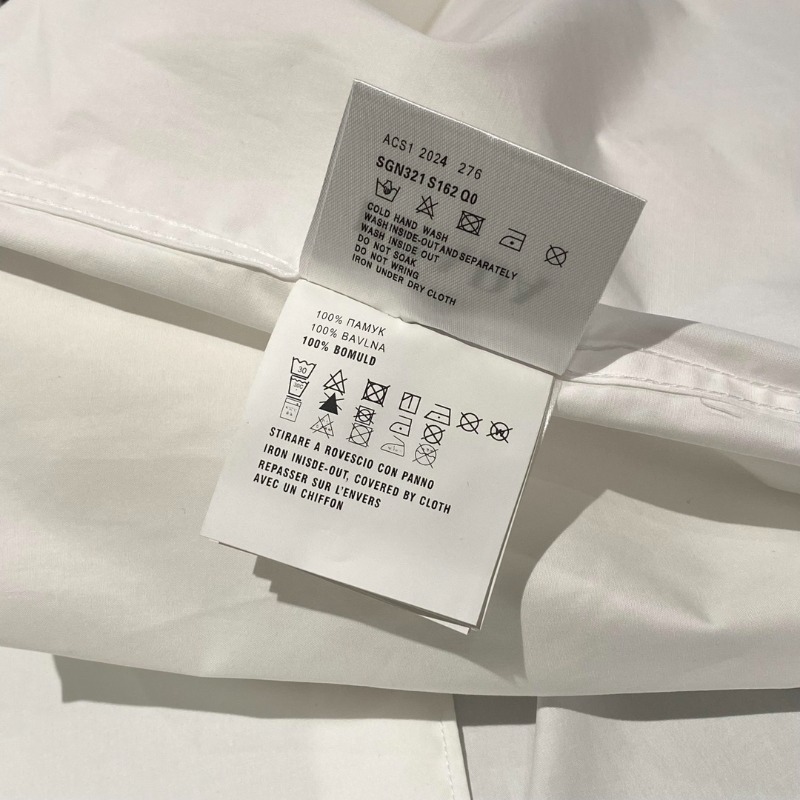 ACS1 2024 276
SGN321 S162 Q0
COLD HAND WASH
WASH INSIDE-OUT AND SEPARATELY
WASH INSIDE OUT
DO NOT SOAK
DO NOT WRING
IRON UNDER DRY CLOTH
100% ПАМУК
100% BAVLNA
100% BOMULD
30
STIRARE A ROVESCIO CON PANNO
IRON INISDE-OUT, COVERED BY CLOTH
REPASSER SUR L'ENVERS
AVEC UN CHIFFON